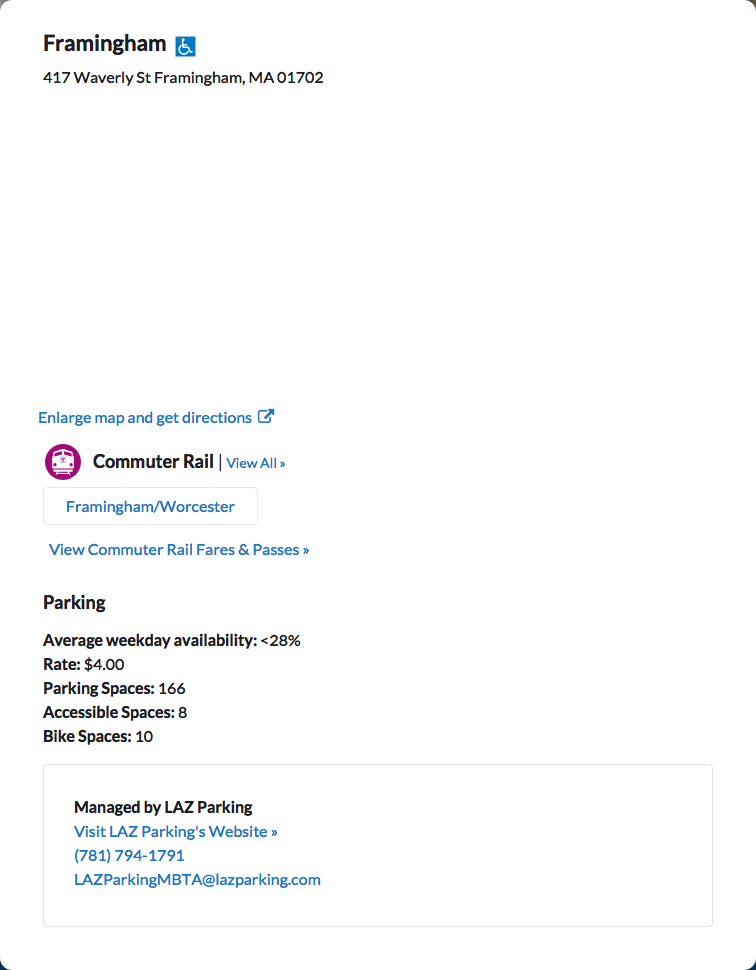 Framingham
417 Waverly St Framingham, MA 01702
Enlarge map and get directions
Commuter Rail | View All »
Framingham/Worcester
View Commuter Rail Fares & Passes »
Parking
Average weekday availability: <28%
Rate: $4.00
Parking Spaces: 166
Accessible Spaces: 8
Bike Spaces: 10
Managed by LAZ Parking
Visit LAZ Parking's Website »
(781) 794-1791
LAZParkingMBTA@lazparking.com